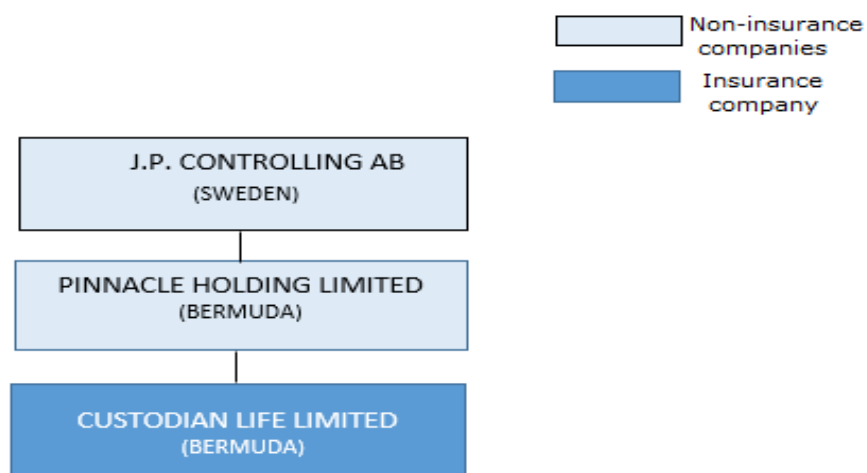 Non-insurance
companies
Insurance
company
J.P. CONTROLLING AB
(SWEDEN)
PINNACLE HOLDING LIMITED
(BERMUDA)
CUSTODIAN LIFE LIMITED
(BERMUDA)